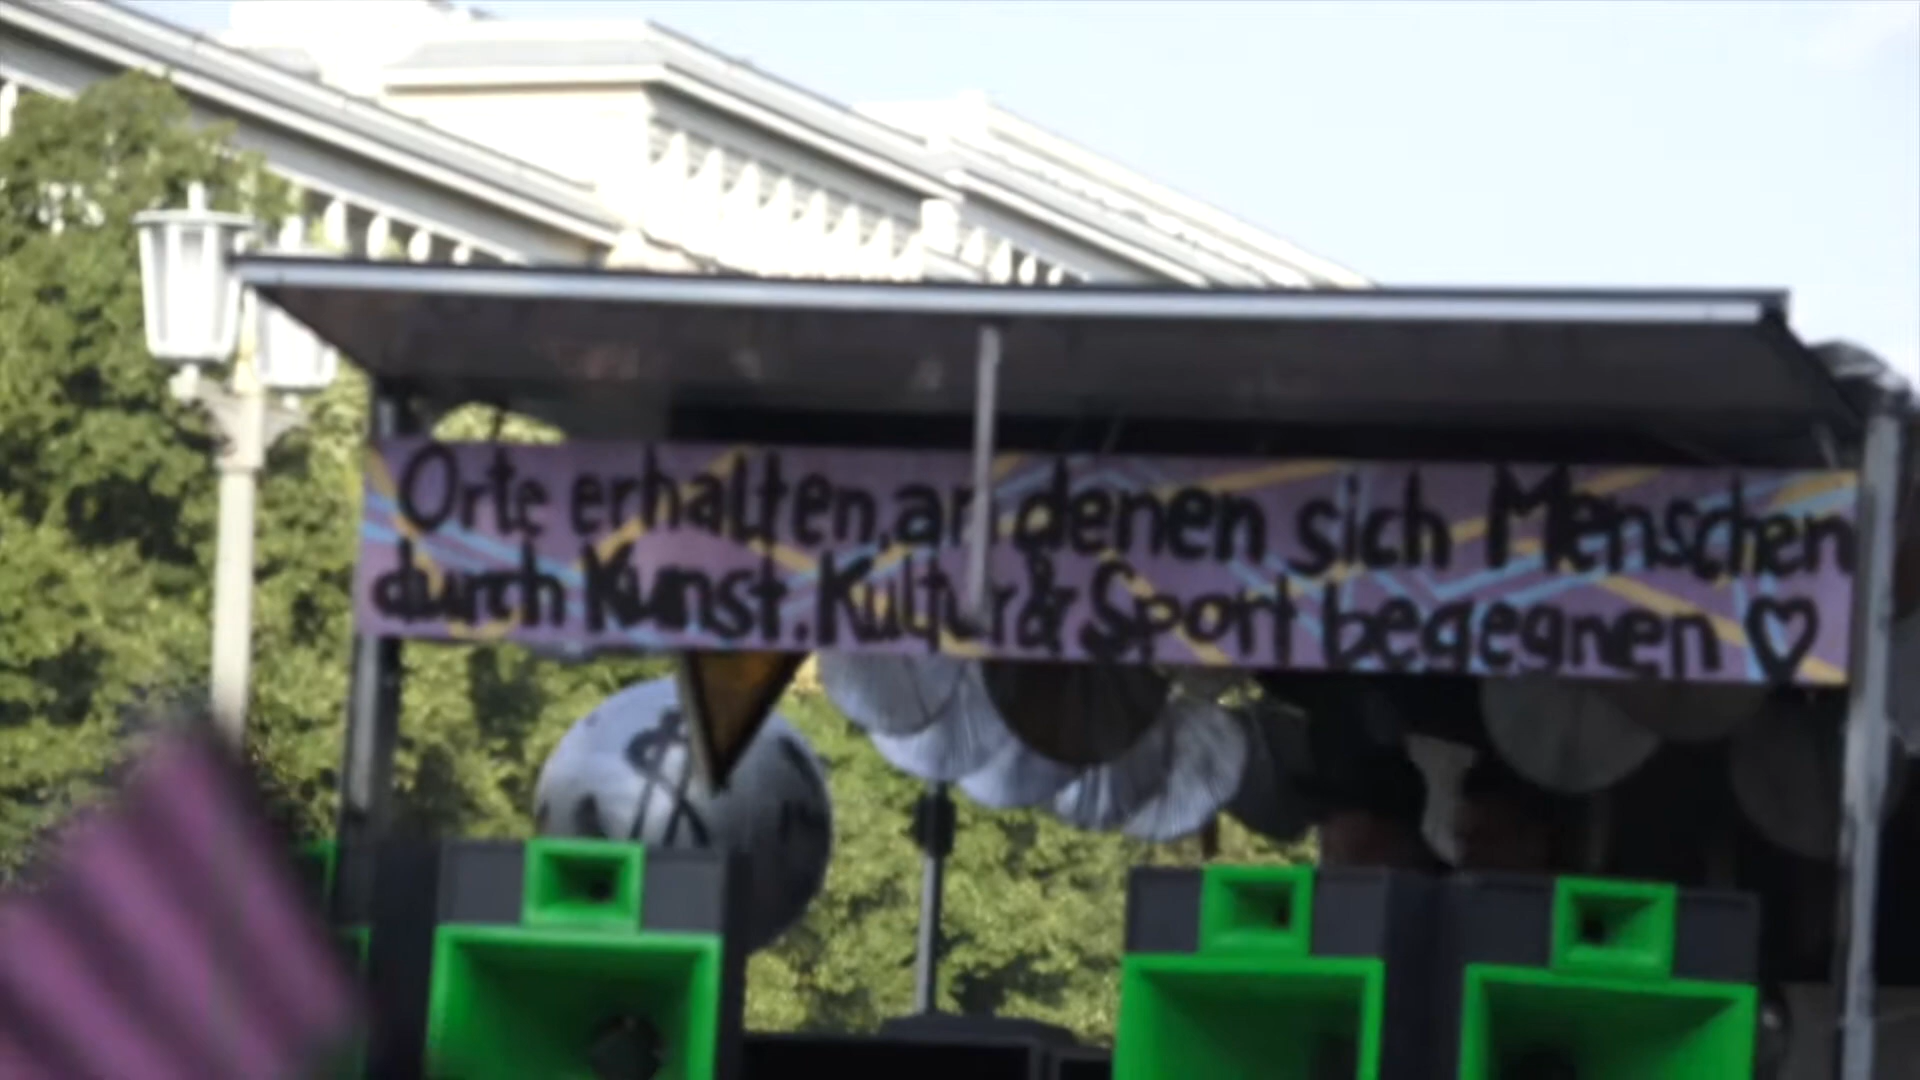 Orte erhalten, an denen sich Menschen
durch Kunst, Kultur & Sport begegnen ♡